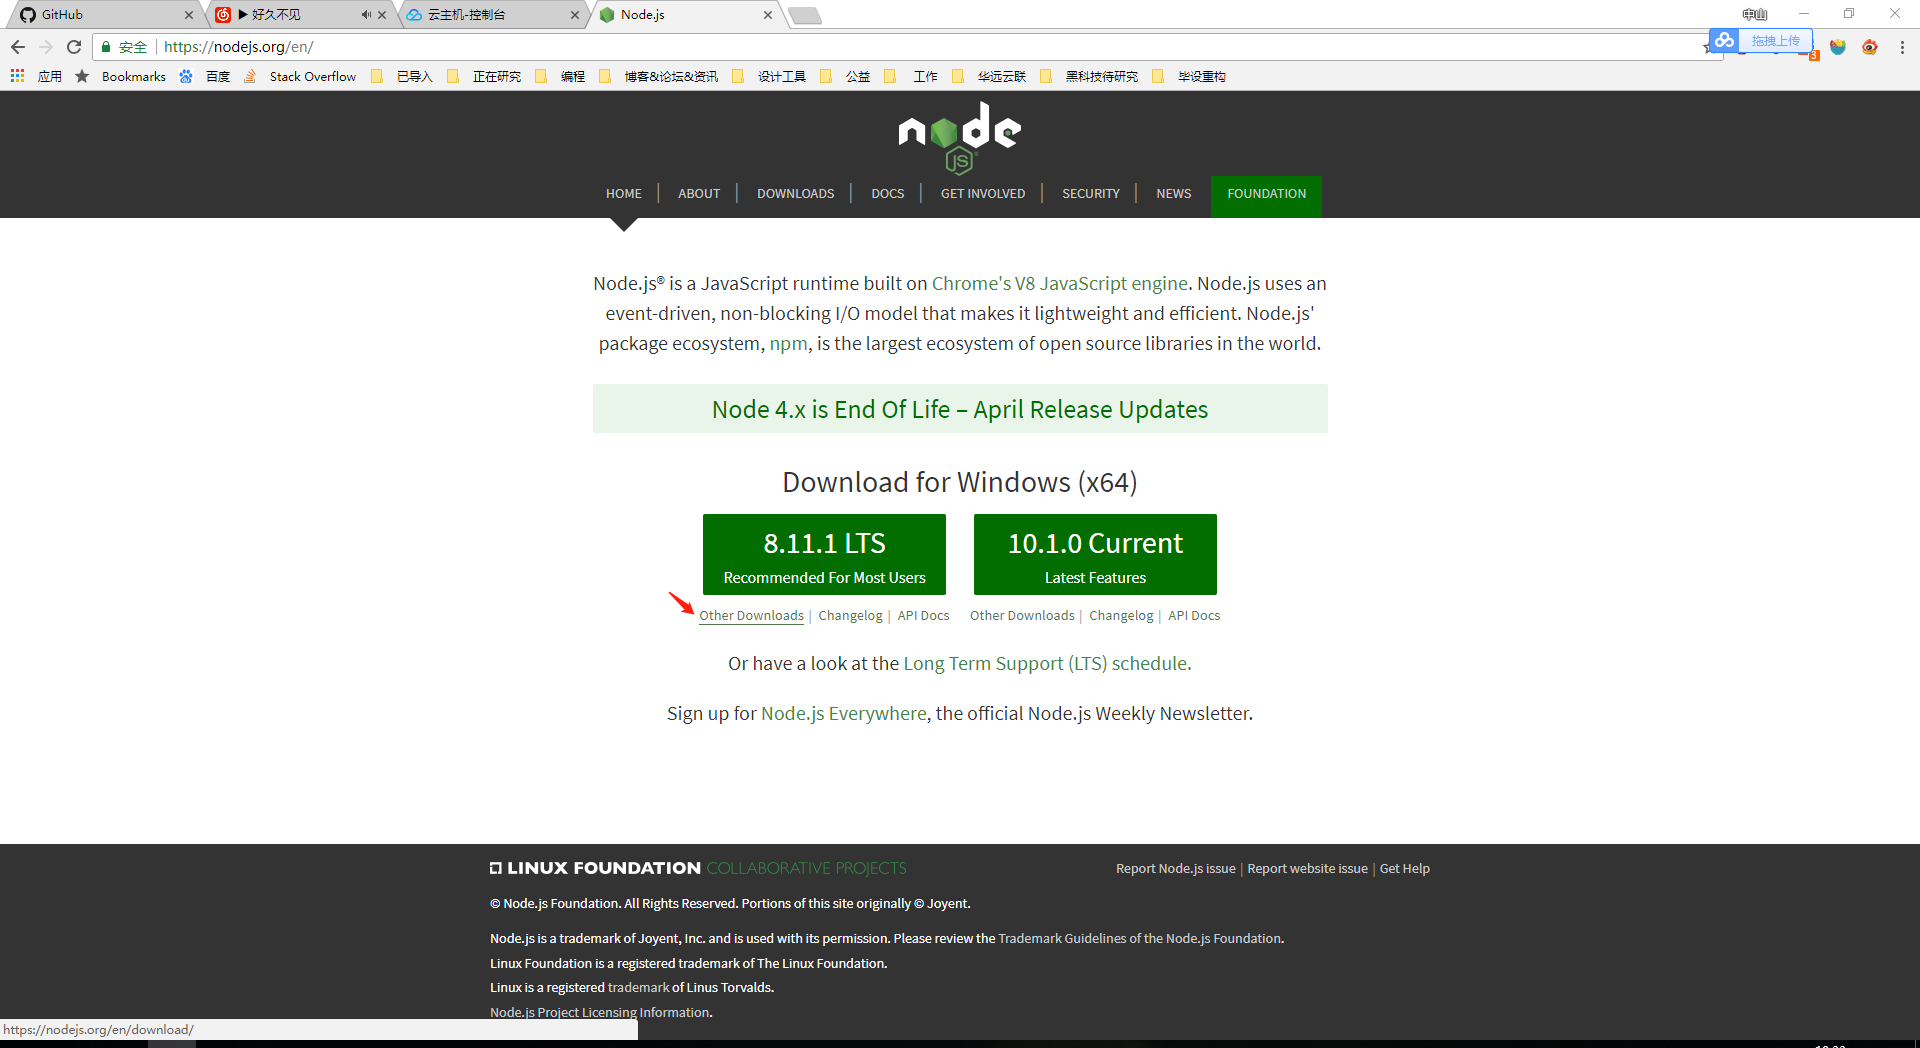 GitHub
▶ 好久不见
云主机-控制台
Node.js
中山
安全 | https://nodejs.org/en/
拖拽上传
3
应用 Bookmarks 百度 Stack Overflow 已导入 正在研究 编程 博客&论坛&资讯 设计工具 公益 工作 华远云联 黑科技待研究 毕设重构
node
JS
HOME | ABOUT | DOWNLOADS | DOCS | GET INVOLVED | SECURITY | NEWS FOUNDATION
Node.js® is a JavaScript runtime built on Chrome's V8 JavaScript engine. Node.js uses an
event-driven, non-blocking I/O model that makes it lightweight and efficient. Node.js'
package ecosystem, npm, is the largest ecosystem of open source libraries in the world.
Node 4.x is End Of Life – April Release Updates
Download for Windows (x64)
8.11.1 LTS
Recommended For Most Users
10.1.0 Current
Latest Features
Other Downloads | Changelog | API Docs
Other Downloads | Changelog | API Docs
Or have a look at the Long Term Support (LTS) schedule.
Sign up for Node.js Everywhere, the official Node.js Weekly Newsletter.
LINUX FOUNDATION COLLABORATIVE PROJECTS
Report Node.js issue | Report website issue | Get Help
© Node.js Foundation. All Rights Reserved. Portions of this site originally © Joyent.
Node.js is a trademark of Joyent, Inc. and is used with its permission. Please review the Trademark Guidelines of the Node.js Foundation.
Linux Foundation is a registered trademark of The Linux Foundation.
Linux is a registered trademark of Linus Torvalds.
Node.js Project Licensing Information.
https://nodejs.org/en/download/